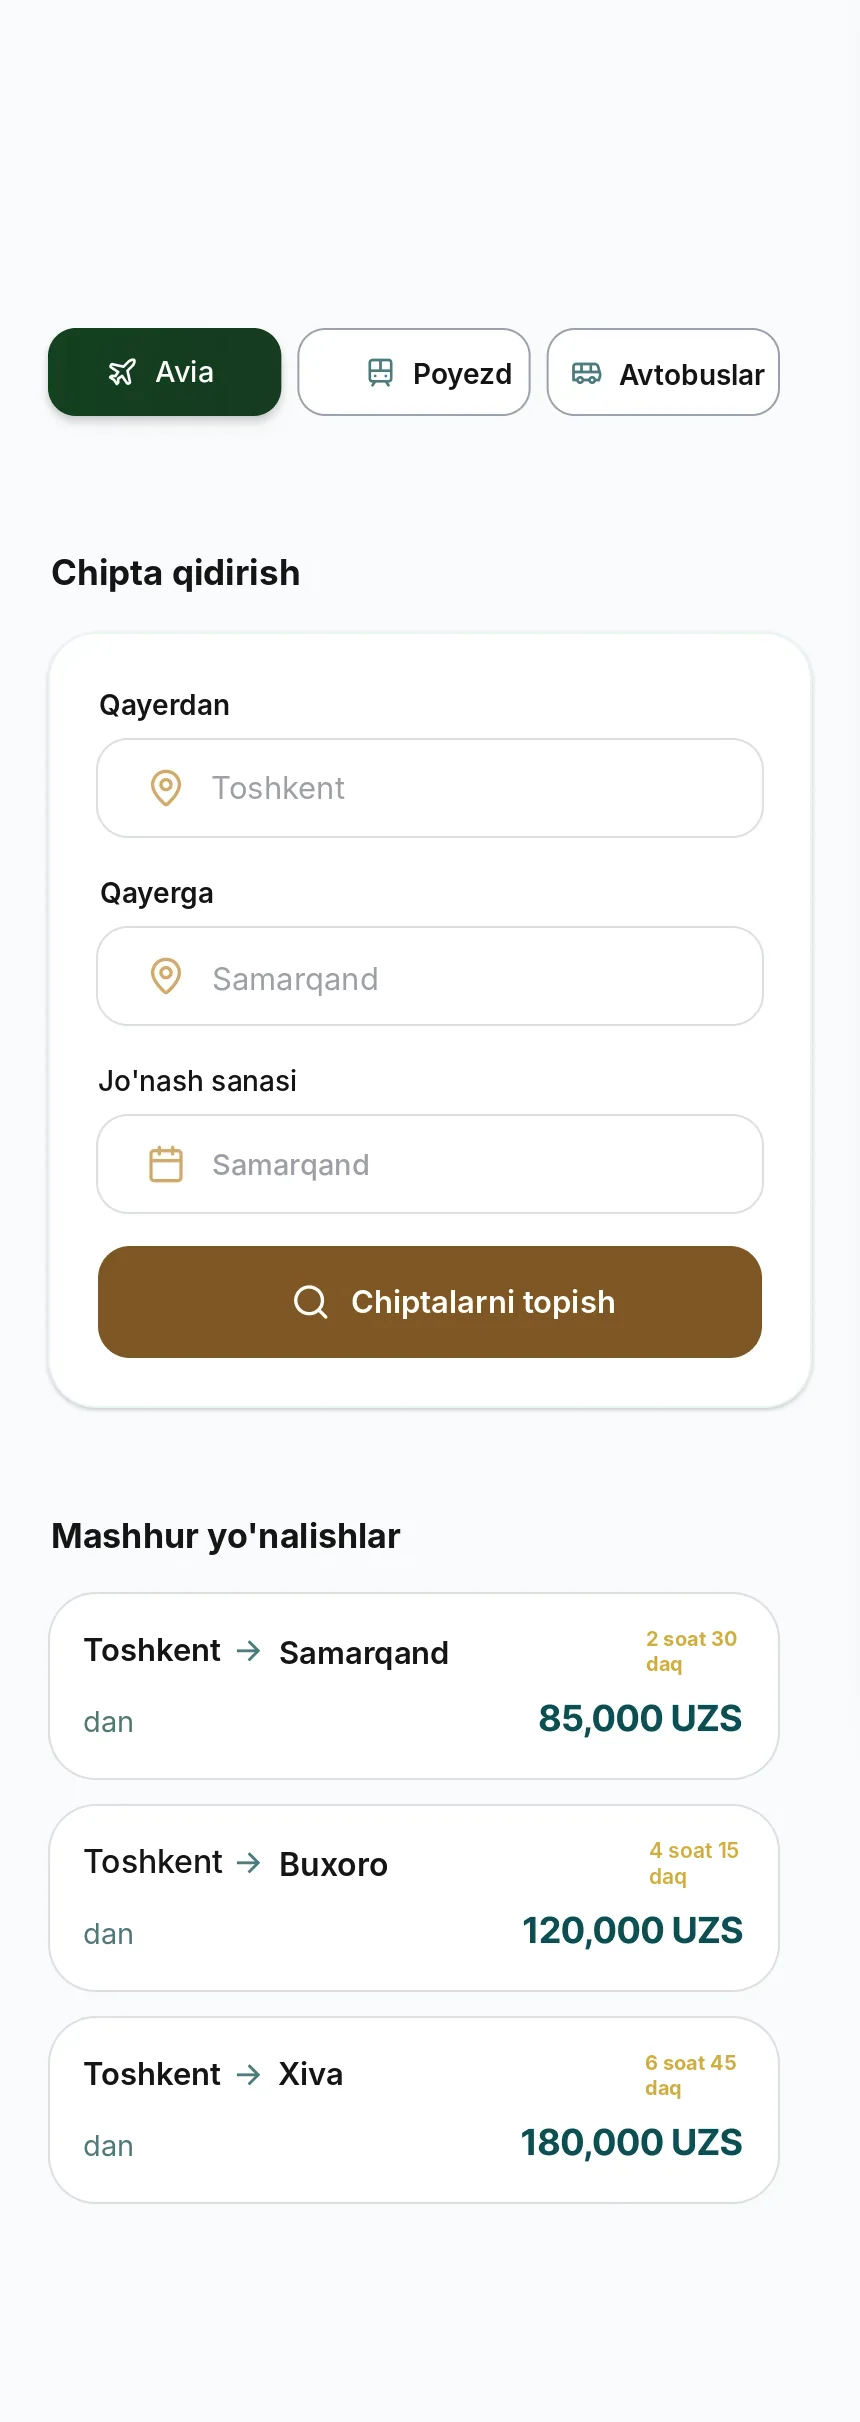 Avia
Poyezd
Avtobuslar
Chipta qidirish
Qayerdan
Toshkent
Qayerga
Samarqand
Jo'nash sanasi
Samarqand
Chiptalarni topish
Mashhur yo'nalishlar
Toshkent → Samarqand
2 soat 30
daq
dan
85,000 UZS
Toshkent → Buxoro
4 soat 15
daq
dan
120,000 UZS
Toshkent → Xiva
6 soat 45
daq
dan
180,000 UZS